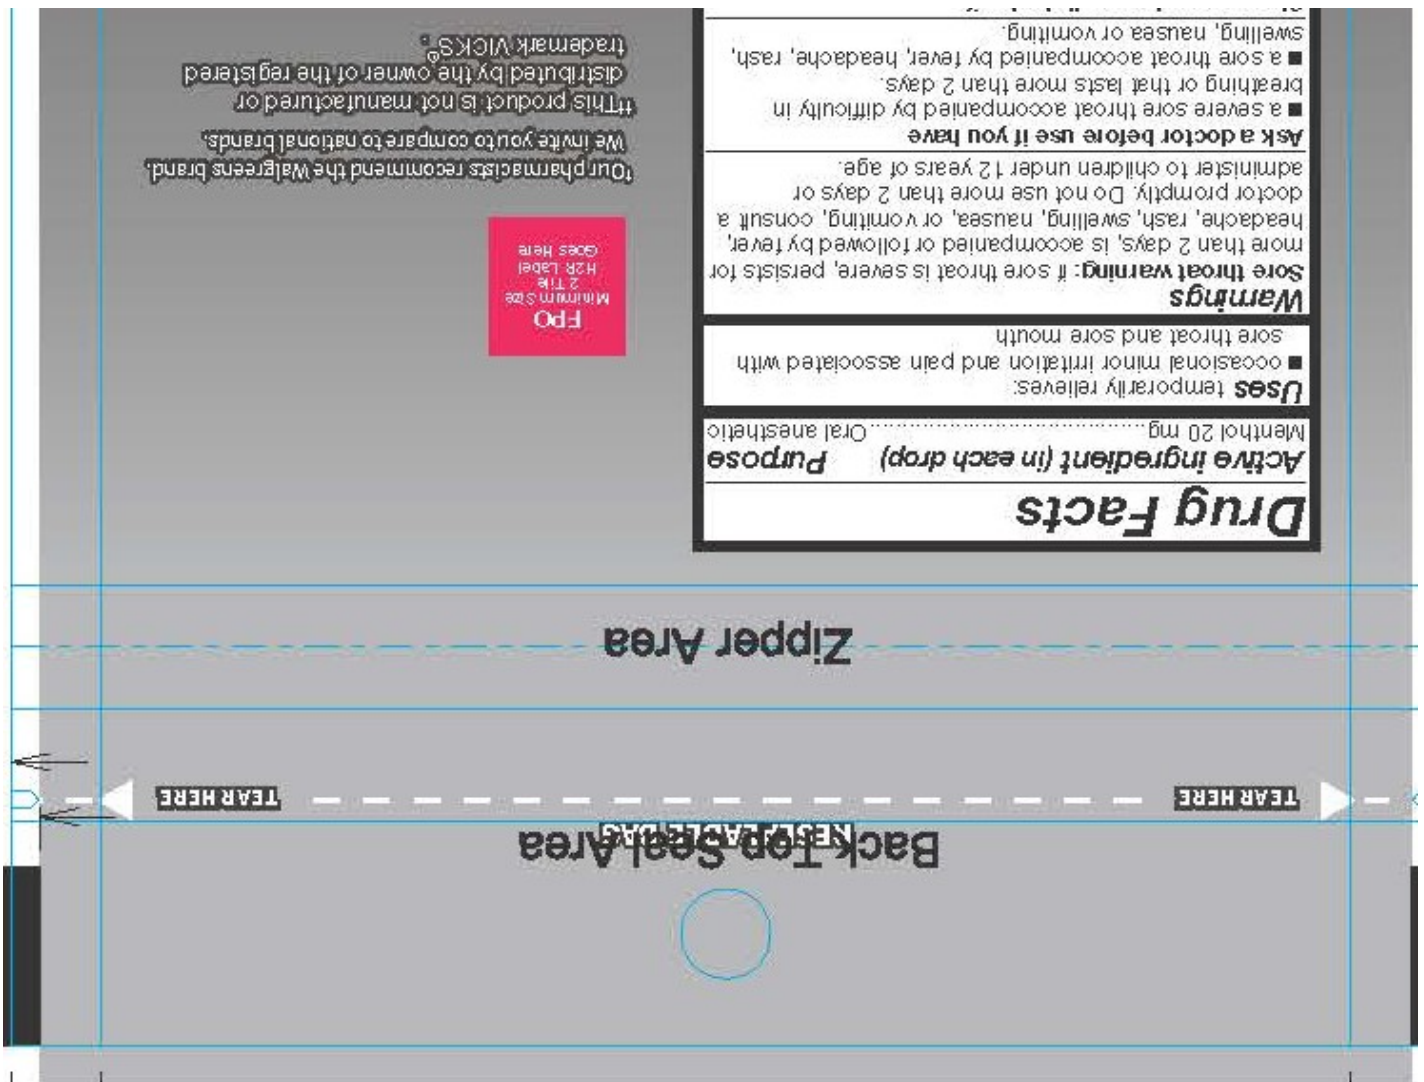 Back Top Seal Area
TEAR HERE
TEAR HERE
Zipper Area
Drug Facts
Active ingredient (in each drop) Purpose
Menthol 20 mg......................................Oral anesthetic
Uses temporarily relieves:
■ occasional minor irritation and pain associated with
sore throat and sore mouth
Warnings
Sore throat warning: if sore throat is severe, persists for
more than 2 days, is accompanied or followed by fever,
headache, rash, swelling, nausea, or vomiting, consult a
doctor promptly. Do not use more than 2 days or
administer to children under 12 years of age.
Ask a doctor before use if you have
■ a severe sore throat accompanied by difficulty in
breathing or that lasts more than 2 days.
■ a sore throat accompanied by fever, headache, rash,
swelling, nausea or vomiting.
FPO
Minimum Size
2 Tile
H2R Label
Goes Here
†Our pharmacists recommend the Walgreens brand.
We invite you to compare to national brands.
††This product is not manufactured or
distributed by the owner of the registered
trademark VICKS®.